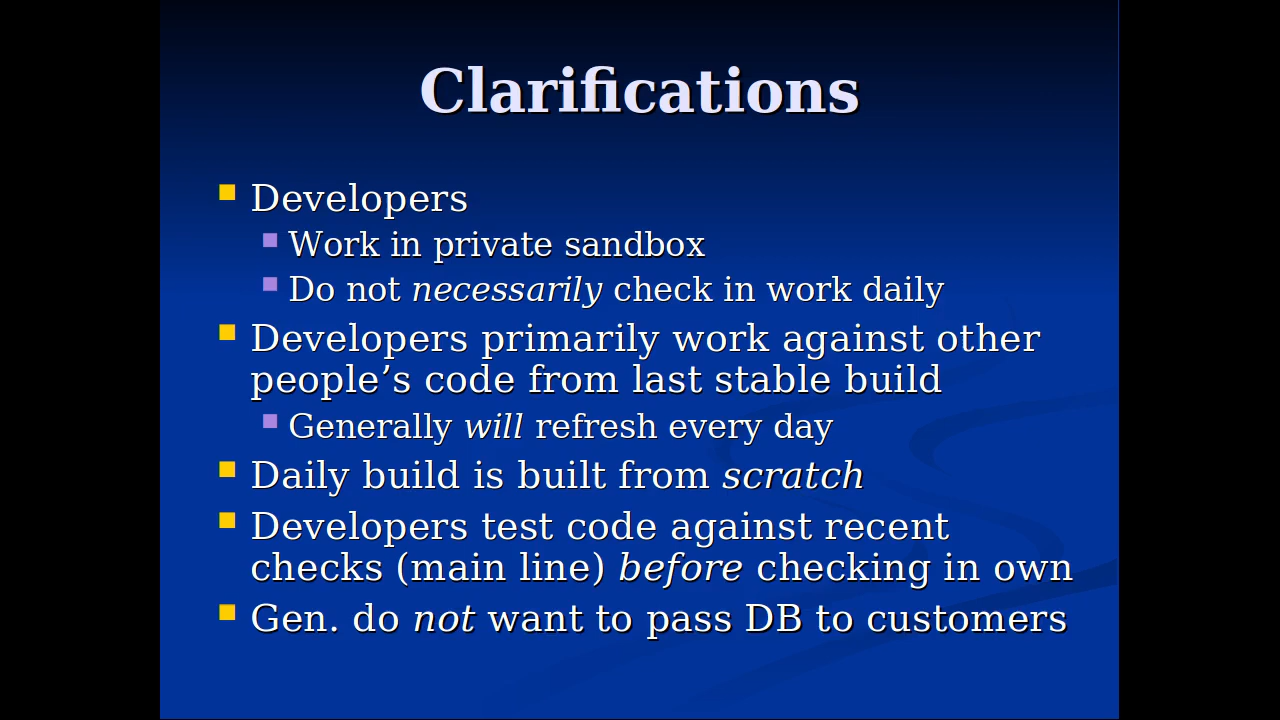 Clarifications
Developers
Work in private sandbox
Do not necessarily check in work daily
Developers primarily work against other
people’s code from last stable build
Generally will refresh every day
Daily build is built from scratch
Developers test code against recent
checks (main line) before checking in own
Gen. do not want to pass DB to customers